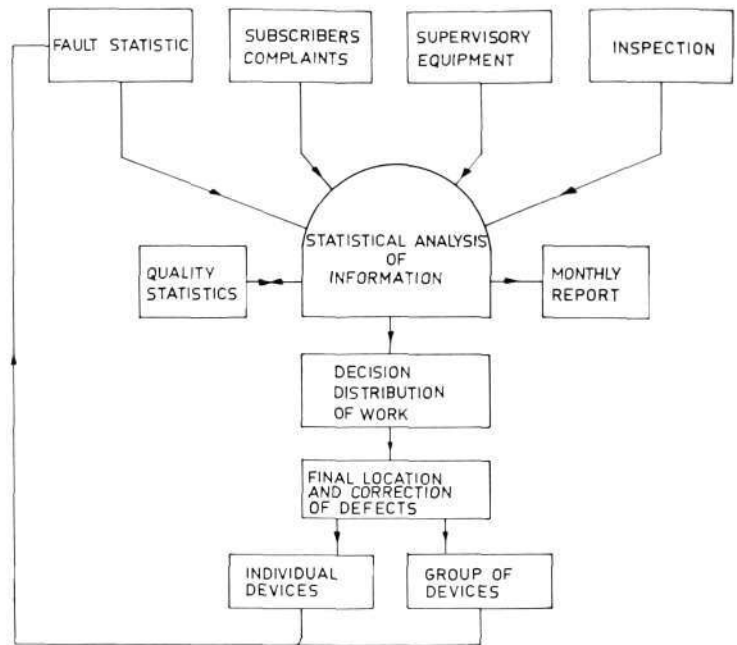 FAULT STATISTIC
SUBSCRIBERS
COMPLAINTS
SUPERVISORY
EQUIPMENT
INSPECTION
STATISTICAL ANALYSIS
OF
INFORMATION
QUALITY
STATISTICS
MONTHLY
REPORT
DECISION
DISTRIBUTION
OF WORK
FINAL LOCATION
AND CORRECTION
OF DEFECTS
INDIVIDUAL
DEVICES
GROUP OF
DEVICES